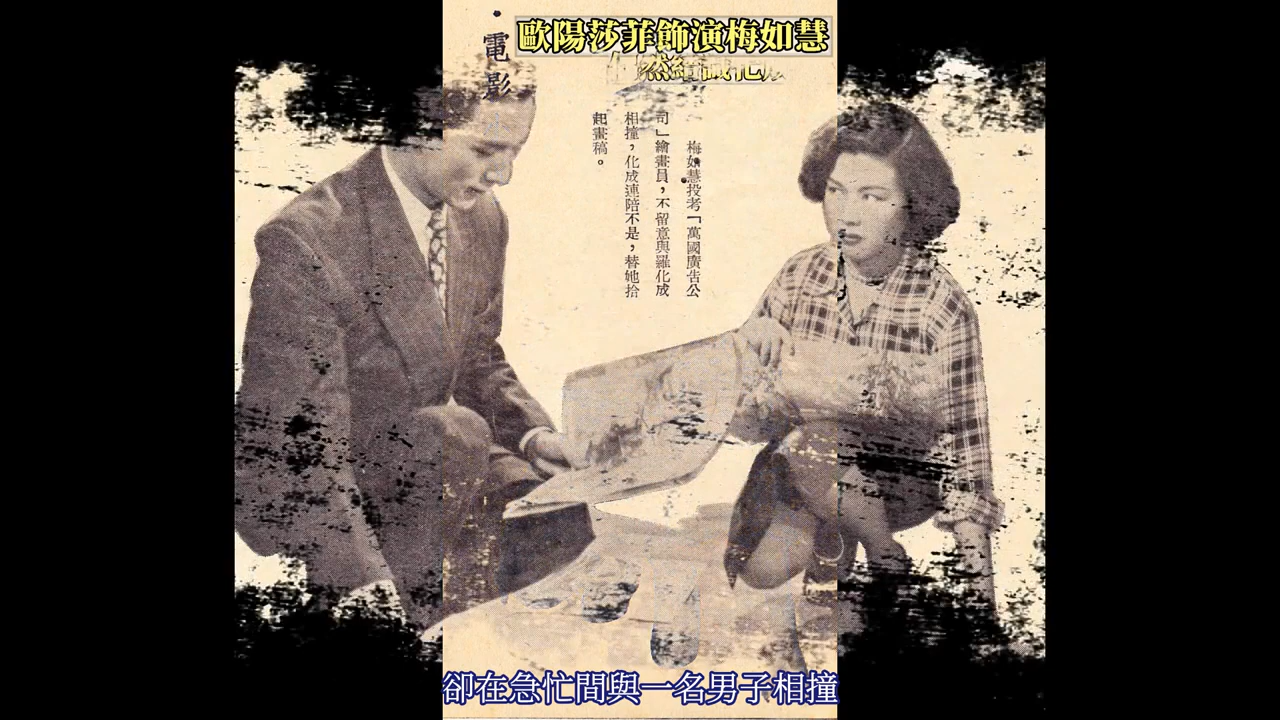 歐陽莎菲飾演梅如慧
・電影
梅如慧投考「萬國廣告公
司」繪畫員，不留意與羅化成
相撞，化成連陪不是，替她拾
起畫稿。
卻在急忙間與一名男子相撞